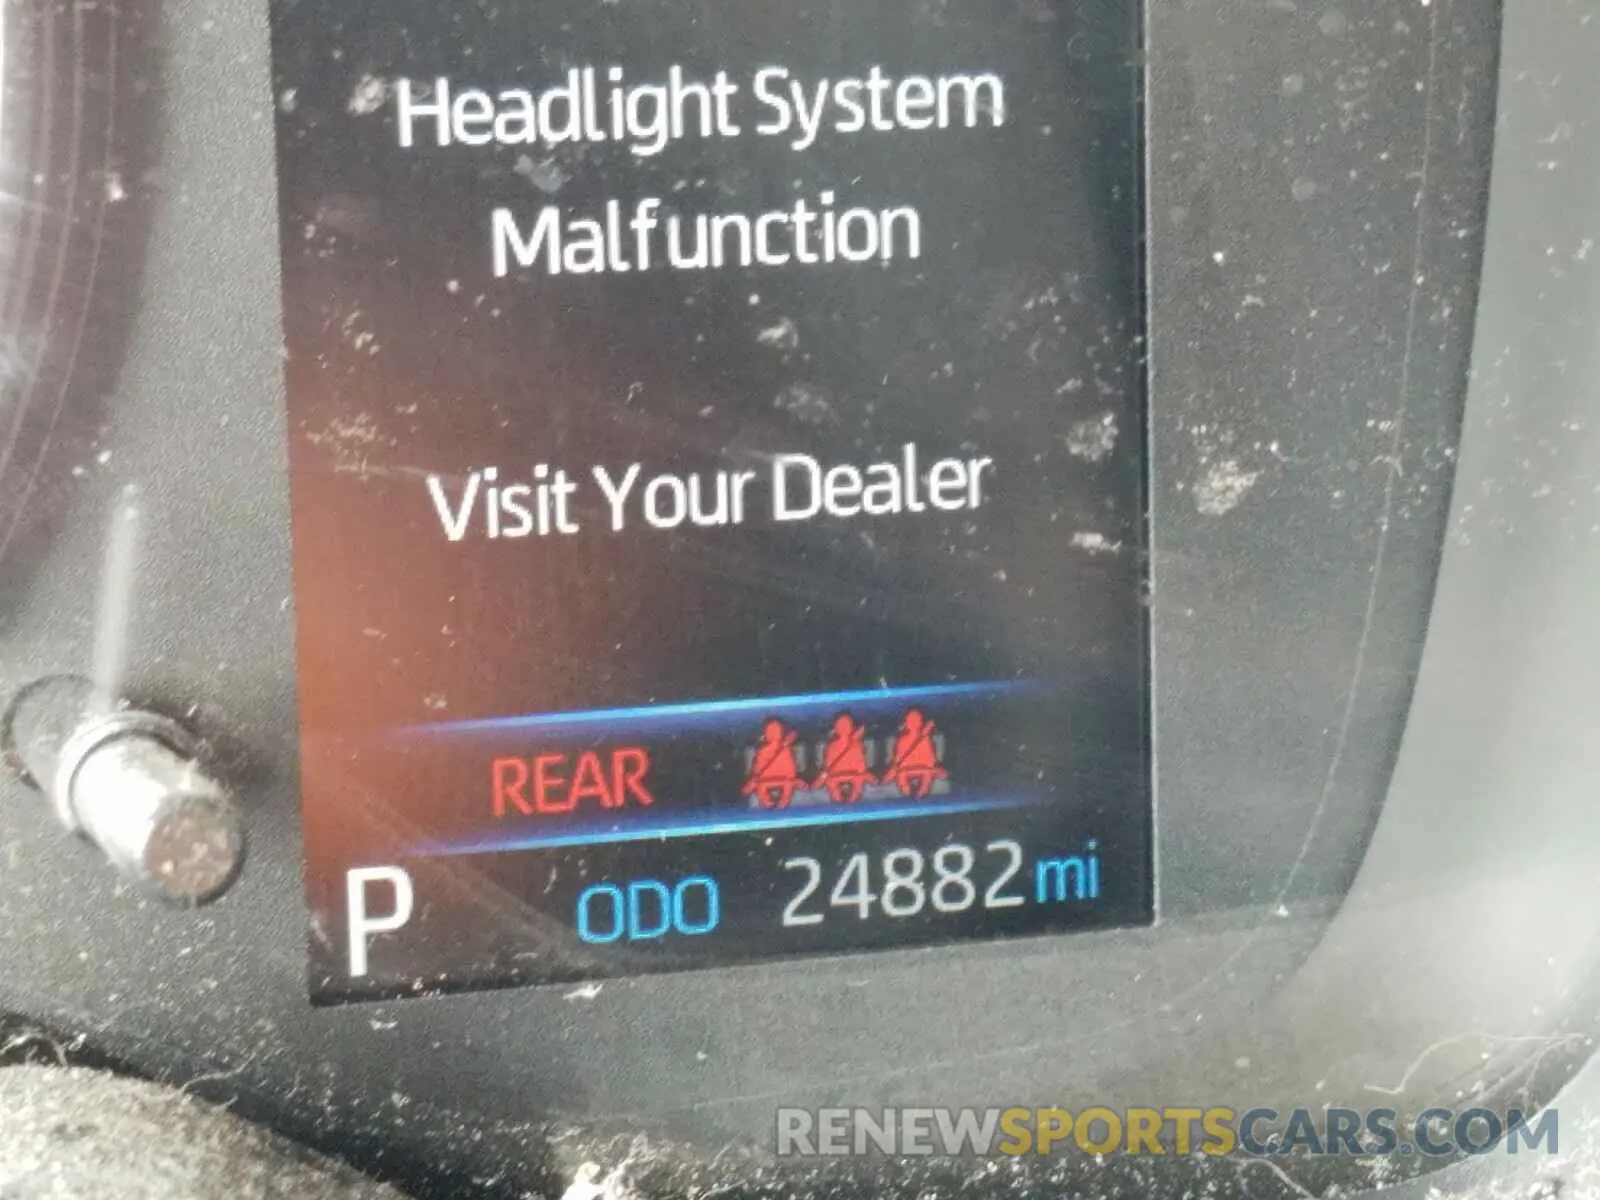 Headlight System
Malfunction
Visit Your Dealer
REAR
P ODO 24882 mi
RENEWSPORTSCARS.COM